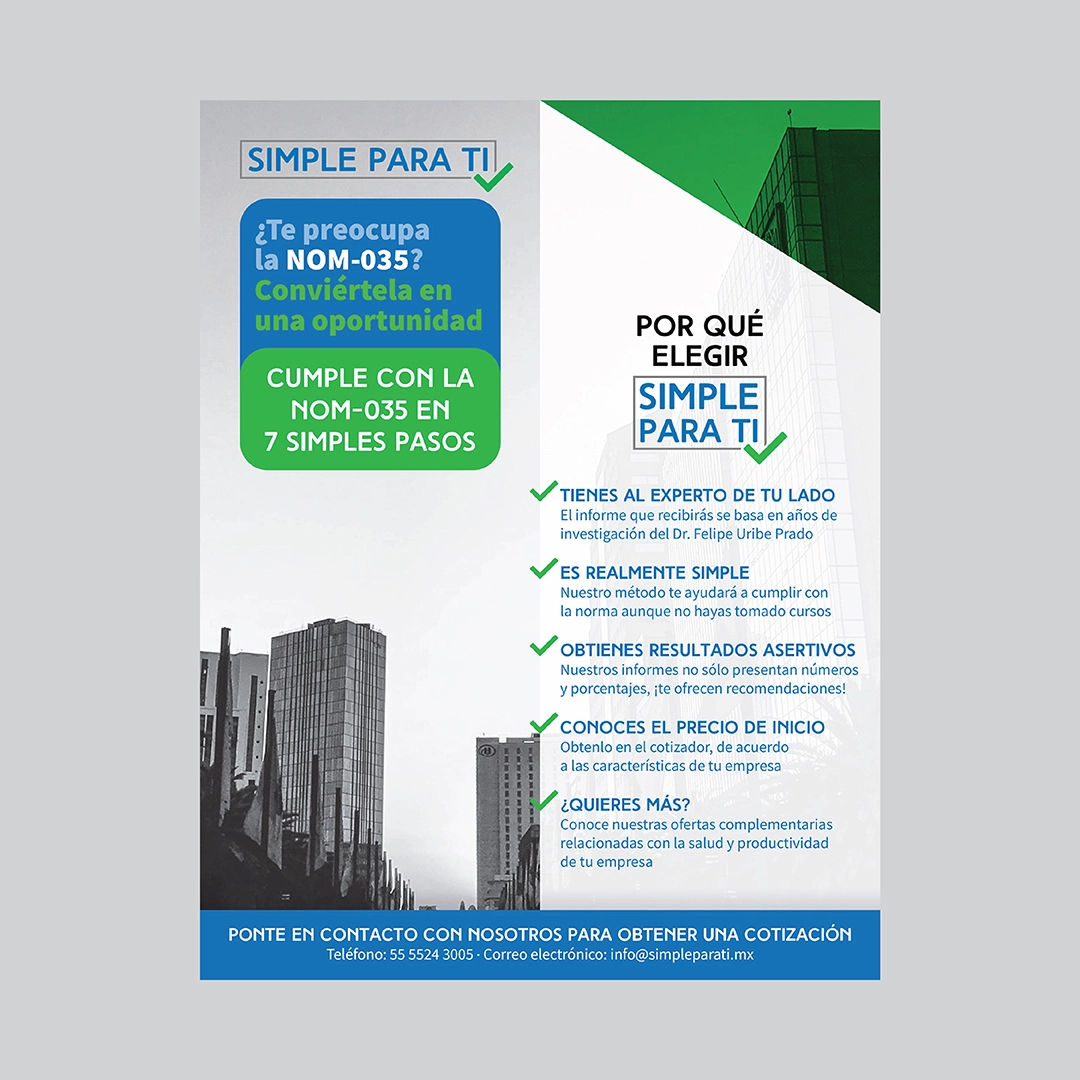 SIMPLE PARA TI
¿Te preocupa
la NOM-035?
Conviértela en
una oportunidad
CUMPLE CON LA
NOM-035 EN
7 SIMPLES PASOS
POR QUÉ
ELEGIR
SIMPLE
PARA TI
TIENES AL EXPERTO DE TU LADO
El informe que recibirás se basa en años de
investigación del Dr. Felipe Uribe Prado
ES REALMENTE SIMPLE
Nuestro método te ayudará a cumplir con
la norma aunque no hayas tomado cursos
OBTIENES RESULTADOS ASERTIVOS
Nuestros informes no sólo presentan números
y porcentajes, ¡te ofrecen recomendaciones!
CONOCES EL PRECIO DE INICIO
Obtenlo en el cotizador, de acuerdo
a las características de tu empresa
¿QUIERES MÁS?
Conoce nuestras ofertas complementarias
relacionadas con la salud y productividad
de tu empresa
PONTE EN CONTACTO CON NOSOTROS PARA OBTENER UNA COTIZACIÓN
Teléfono: 55 5524 3005 · Correo electrónico: info@simpleparati.mx